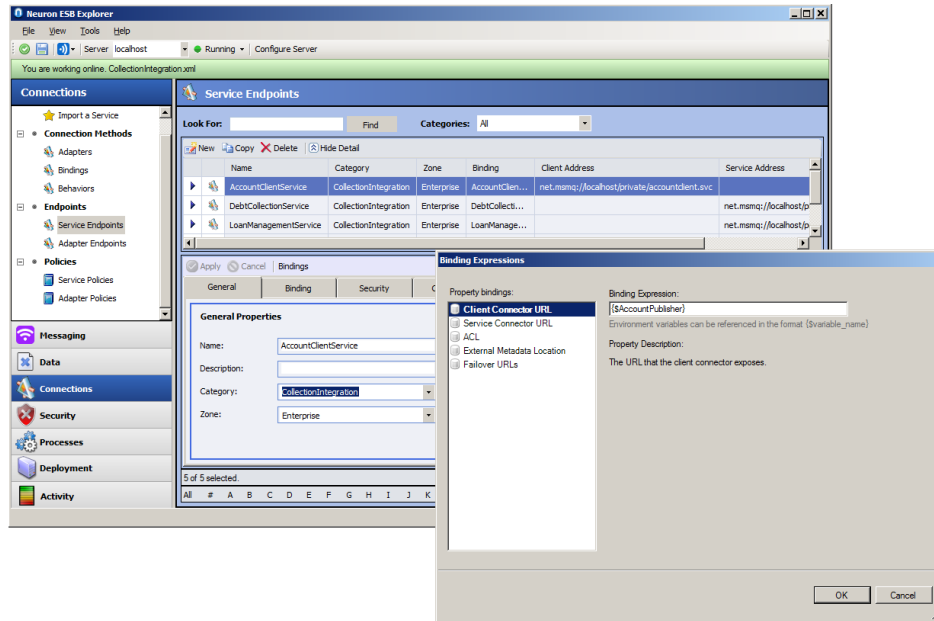 Neuron ESB Explorer
File View Tools Help
Server localhost Running Configure Server
You are working online. CollectionIntegration.xml
Connections
Import a Service
Connection Methods
Adapters
Bindings
Behaviors
Endpoints
Service Endpoints
Adapter Endpoints
Policies
Service Policies
Adapter Policies
Messaging
Data
Connections
Security
Processes
Deployment
Activity
Service Endpoints
Look For: Find Categories: All
New Copy Delete Hide Detail
Name Category Zone Binding Client Address Service Address
AccountClientService CollectionIntegration Enterprise AccountClien... net.msmq://localhost/private/accountclient.svc
DebtCollectionService CollectionIntegration Enterprise DebtCollecti... net.msmq://localhost/p
LoanManagementService CollectionIntegration Enterprise LoanManage... net.msmq://localhost/p
Apply Cancel Bindings
General Binding Security C
General Properties
Name: AccountClientService
Description:
Category: CollectionIntegration
Zone: Enterprise
5 of 5 selected.
All # A B C D E F G H I J K
Binding Expressions
Property bindings:
Client Connector URL
Service Connector URL
ACL
External Metadata Location
Failover URLs
Binding Expression:
{$AccountPublisher}
Environment variables can be referenced in the format {$variable_name}
Property Description:
The URL that the client connector exposes.
OK Cancel